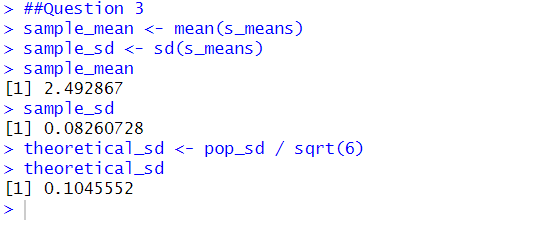 > ##Question 3
> sample_mean <- mean(s_means)
> sample_sd <- sd(s_means)
> sample_mean
[1] 2.492867
> sample_sd
[1] 0.08260728
> theoretical_sd <- pop_sd / sqrt(6)
> theoretical_sd
[1] 0.1045552
>